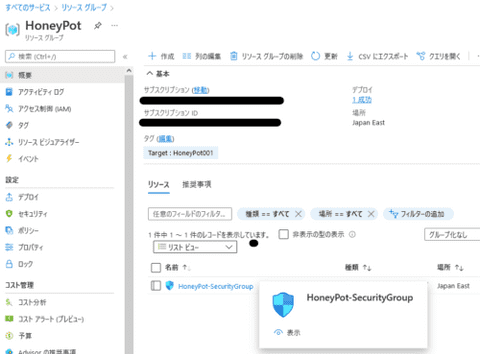 すべてのサービス > リソース グループ >
HoneyPot
リソース グループ
検索 (Ctrl+/)
概要
アクティビティ ログ
アクセス制御 (IAM)
タグ
リソース ビジュアライザー
イベント
設定
デプロイ
セキュリティ
ポリシー
プロパティ
ロック
コスト管理
コスト分析
コスト アラート (プレビュー)
予算
Advisor の推奨事項
作成 列の編集 リソース グループの削除 更新 CSV にエクスポート クエリを開く
基本
サブスクリプション (移動)
サブスクリプション ID
タグ (編集)
Target : HoneyPot001
デプロイ
1 成功
場所
Japan East
リソース 推奨事項
任意のフィールドのフィルター... 種類 == すべて 場所 == すべて フィルターの追加
1 件中 1 ~ 1 件のレコードを表示しています。 非表示の型の表示 グループ化なし
リスト ビュー
名前 種類 場所
HoneyPot-SecurityGroup Japan East
HoneyPot-SecurityGroup
表示